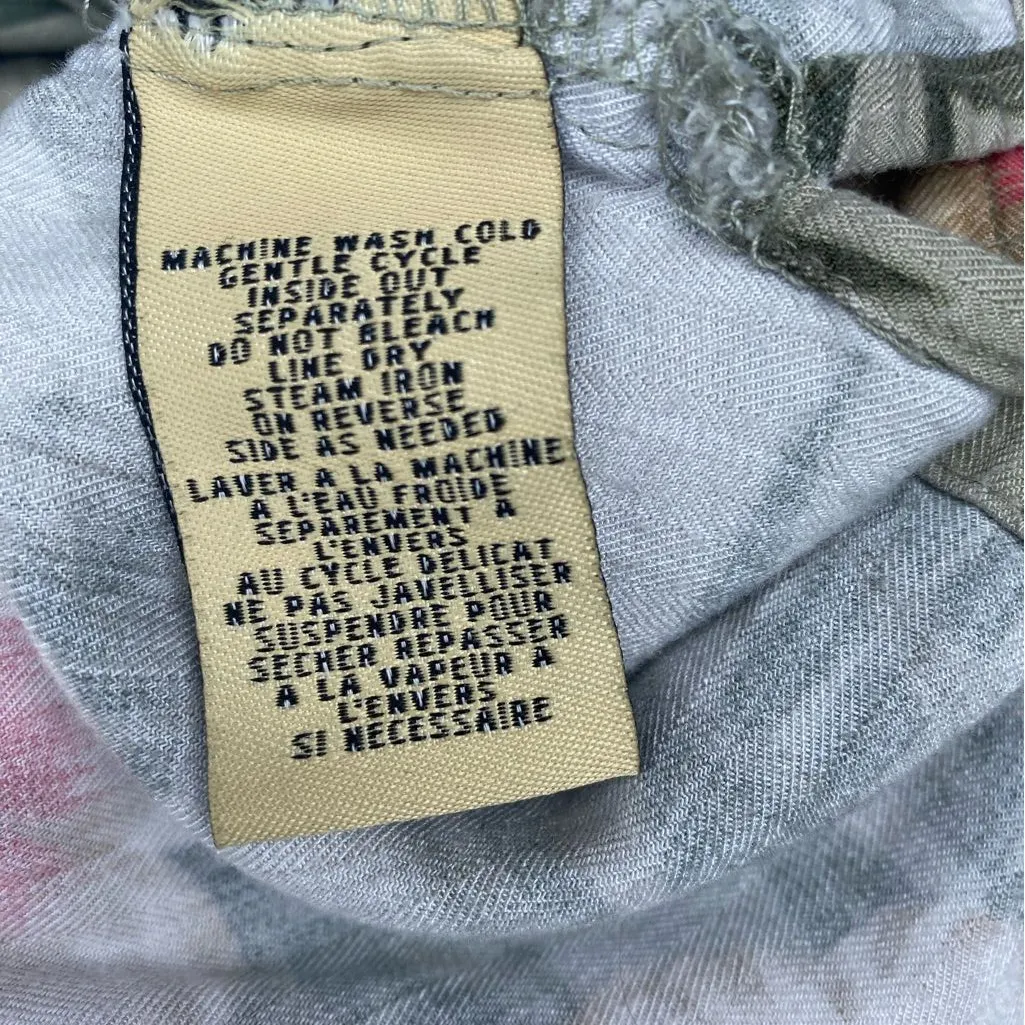 MACHINE WASH COLD
GENTLE CYCLE
INSIDE OUT
SEPARATELY
DO NOT BLEACH
LINE DRY
STEAM IRON
ON REVERSE
SIDE AS NEEDED
LAVER A LA MACHINE
A L'EAU FROIDE
SEPAREMENT A
L'ENVERS
AU CYCLE DELICAT
NE PAS JAVELLISER
SUSPENDRE POUR
SECHER REPASSER
A LA VAPEUR A
L'ENVERS
SI NECESSAIRE